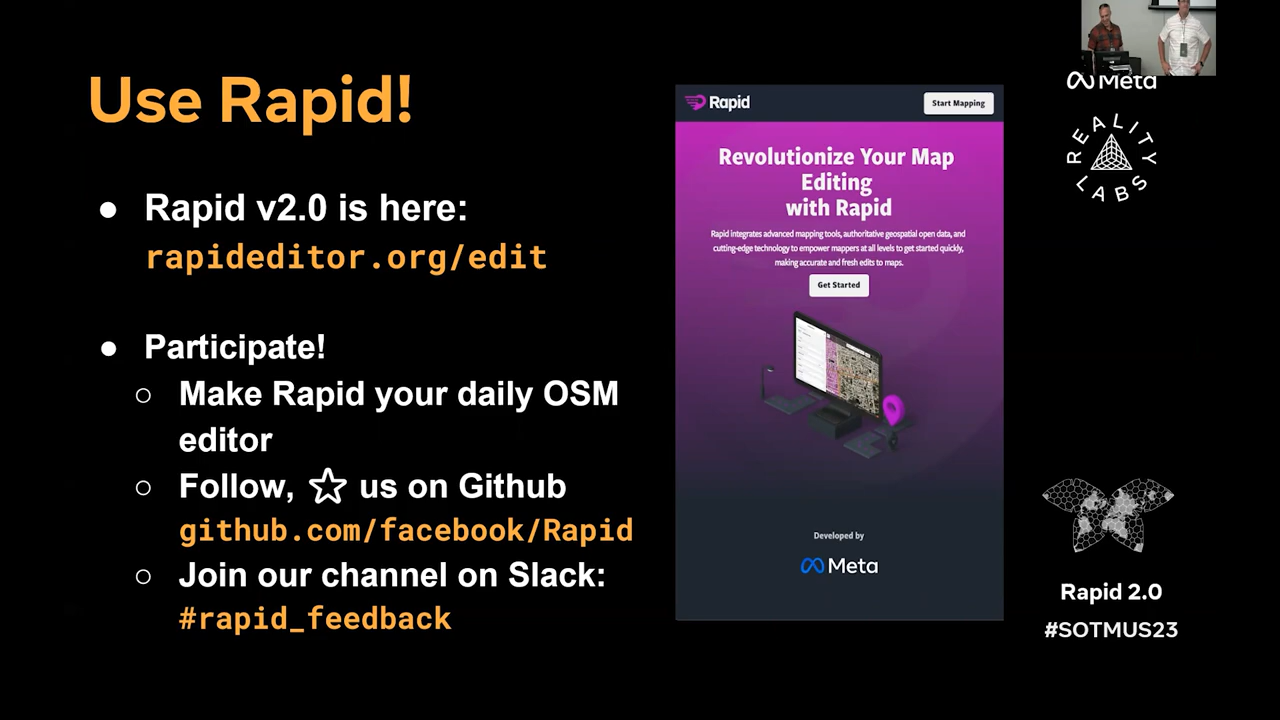 Use Rapid!
Rapid v2.0 is here:
rapideditor.org/edit
Participate!
Make Rapid your daily OSM
editor
Follow, ☆ us on Github
github.com/facebook/Rapid
Join our channel on Slack:
#rapid_feedback
Rapid
Start Mapping
Revolutionize Your Map
Editing
with Rapid
Rapid integrates advanced mapping tools, authoritative geospatial open data, and
cutting-edge technology to empower mappers at all levels to get started quickly,
making accurate and fresh edits to maps.
Get Started
Developed by
Meta
Meta
REALITY
LABS
Rapid 2.0
#SOTMUS23